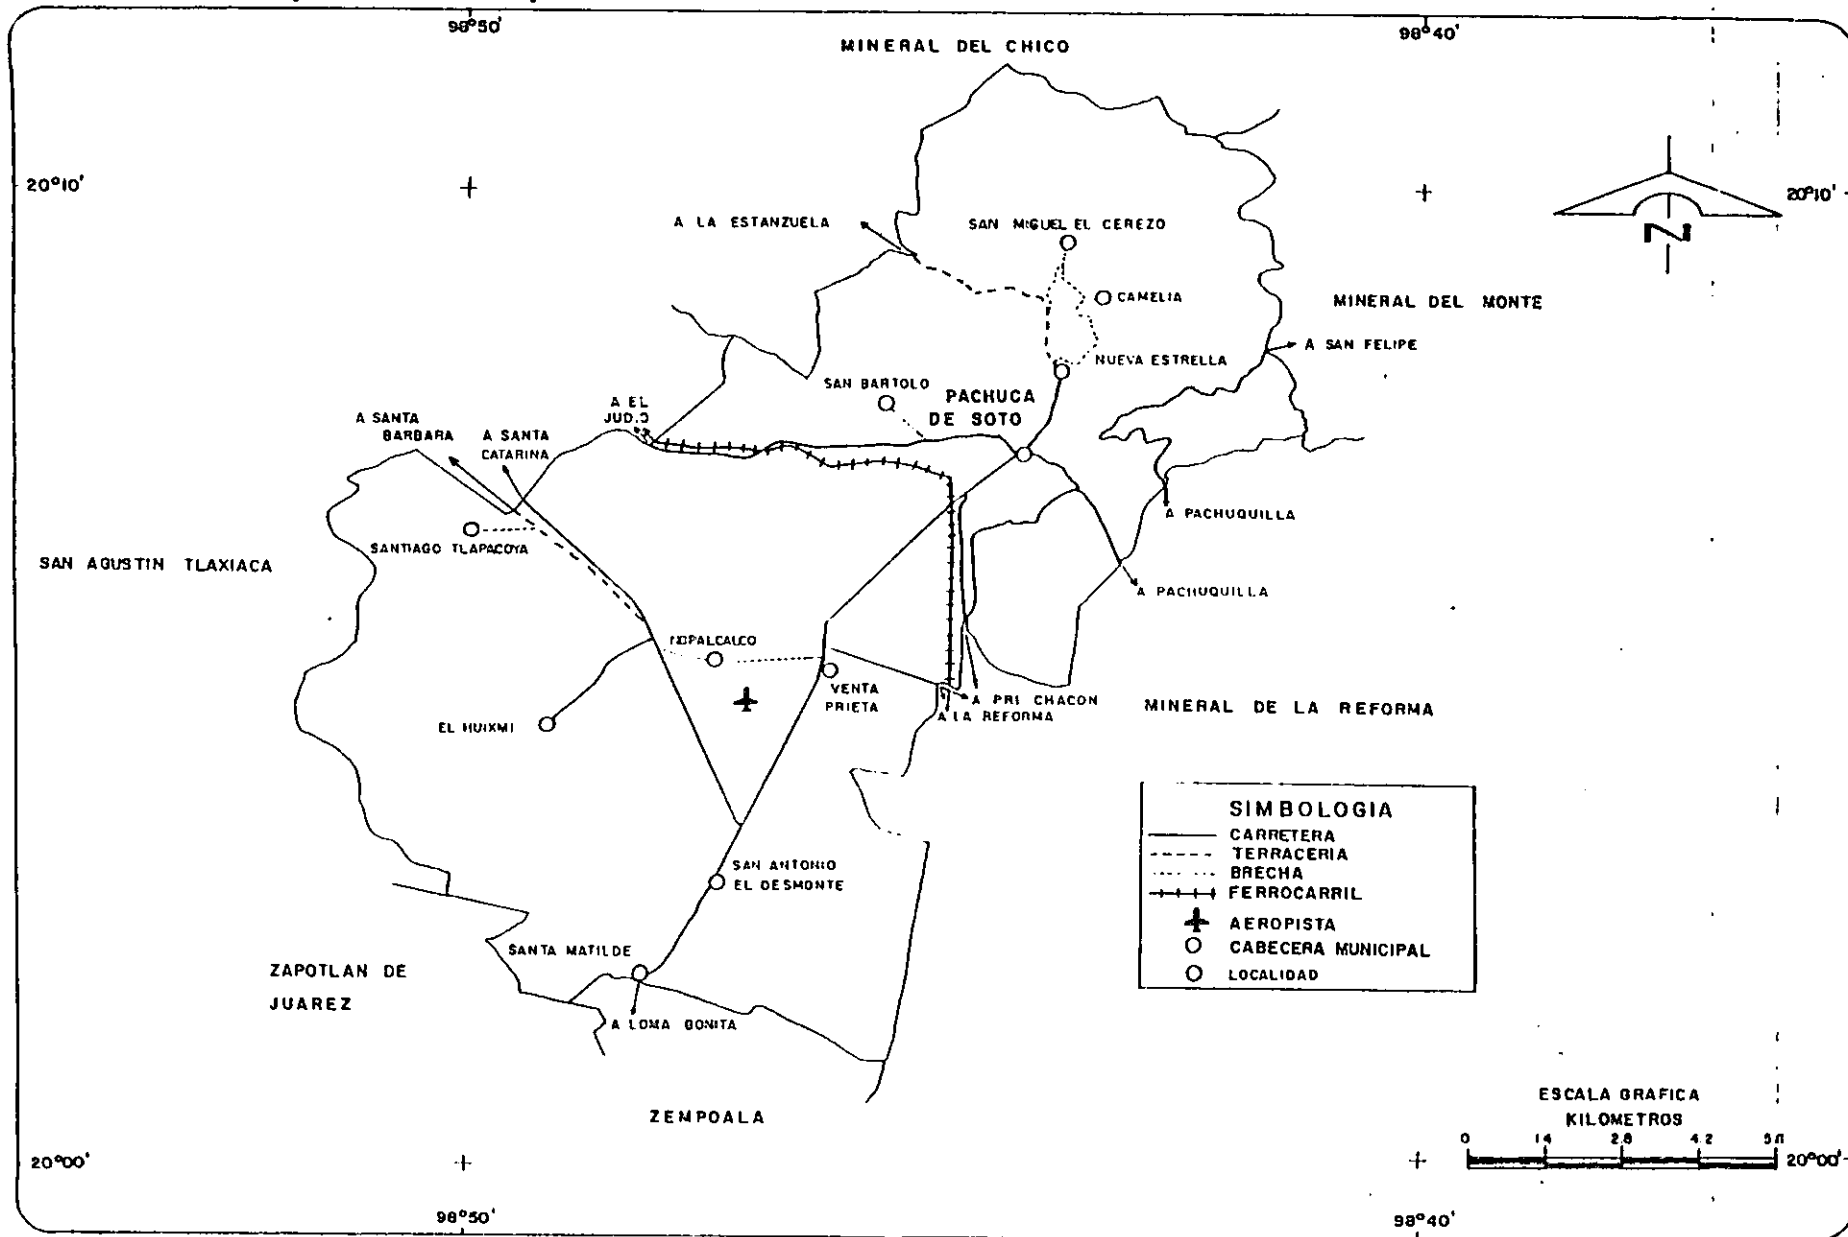 98°50'
98°40'
MINERAL DEL CHICO
20°10'
20°10'
A LA ESTANZUELA
SAN MIGUEL EL CEREZO
CAMELIA
MINERAL DEL MONTE
A SAN FELIPE
NUEVA ESTRELLA
SAN BARTOLO
PACHUCA
DE SOTO
A EL
A SANTA
BARBARA
A SANTA
CATARINA
A PACHUQUILLA
SANTIAGO TLAPACOYA
SAN AGUSTIN TLAXIACA
A PACHUQUILLA
NOPALCALCO
VENTA
PRIETA
A PRI CHACON
A LA REFORMA
MINERAL DE LA REFORMA
EL HUIXMI
SIMBOLOGIA
CARRETERA
TERRACERIA
BRECHA
FERROCARRIL
AEROPISTA
CABECERA MUNICIPAL
LOCALIDAD
SAN ANTONIO
EL DESMONTE
SANTA MATILDE
ZAPOTLAN DE
JUAREZ
A LOMA BONITA
ZEMPOALA
ESCALA GRAFICA
KILOMETROS
0 1.4 2.8 4.2
20°00'
20°00'
98°50'
98°40'
N